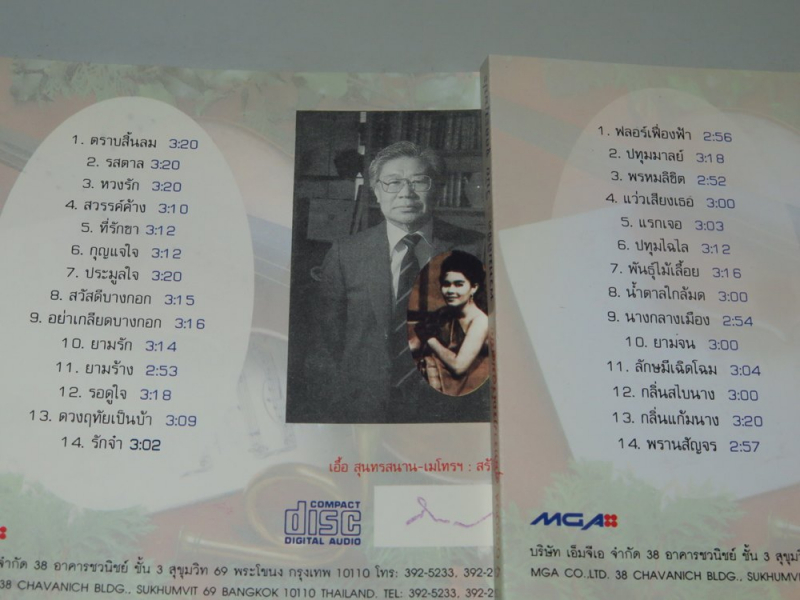 1. ตราบสิ้นลม 3:20
2. รสตาล 3:20
3. หวงรัก 3:20
4. สวรรค์ค้าง 3:10
5. ที่รักขา 3:12
6. กุญแจใจ 3:12
7. ประมูลใจ 3:20
8. สวัสดีบางกอก 3:15
9. อย่าเกลียดบางกอก 3:16
10. ยามรัก 3:14
11. ยามร้าง 2:53
12. รอดูใจ 3:18
13. ดวงฤทัยเป็นบ้า 3:09
14. รักจ๋า 3:02
เอื้อ สุนทรสนาน-เมโทรฯ :
COMPACT
disc
DIGITAL AUDIO
จำกัด 38 อาคารชวนิชย์ ชั้น 3 สุขุมวิท 69 พระโขนง กรุงเทพ 10110 โทร: 392-5233,
38 CHAVANICH BLDG., SUKHUMVIT 69 BANGKOK 10110 THAILAND. TEL: 392-5233,
1. ฟลอร์เฟื่องฟ้า 2:56
2. ปทุมมาลย์ 3:18
3. พรหมลิขิต 2:52
4. แว่วเสียงเธอ 3:00
5. แรกเจอ 3:03
6. ปทุมไฉไล 3:12
7. พันธุ์ไม้เลื้อย 3:16
8. น้ำตาลใกล้มด 3:00
9. นางกลางเมือง 2:54
10. ยามจน 3:00
11. ลักษมีเฉิดโฉม 3:04
12. กลิ่นสไบนาง 3:00
13. กลิ่นแก้มนาง 3:20
14. พรานสัญจร 2:57
MGA
บริษัท เอ็มจีเอ จำกัด 38 อาคารชวนิชย์ ชั้น 3 สุขุมวิท
MGA CO.,LTD. 38 CHAVANICH BLDG., SUKHUMVIT